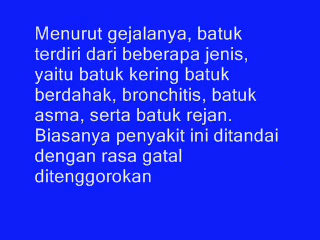 Menurut gejalanya, batuk
terdiri dari beberapa jenis,
yaitu batuk kering batuk
berdahak, bronchitis, batuk
asma, serta batuk rejan.
Biasanya penyakit ini ditandai
dengan rasa gatal
ditenggorokan